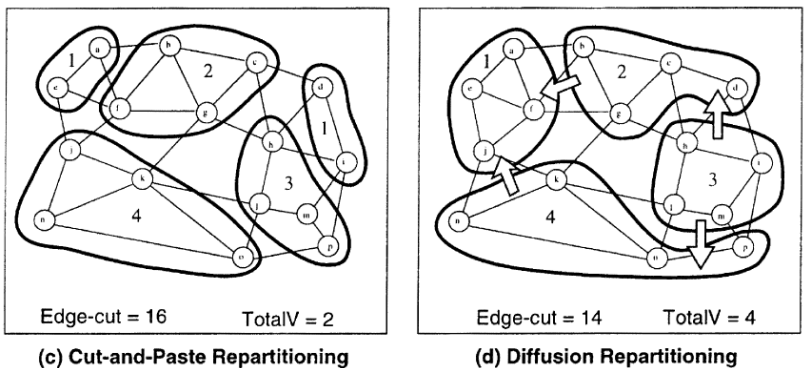 1
a
b
2
c
d
e
f
g
1
j
h
i
k
3
4
l
m
n
o
p
Edge-cut = 16
TotalV = 2
(c) Cut-and-Paste Repartitioning
1
a
b
2
c
d
e
f
g
j
h
i
k
3
4
l
m
n
o
p
Edge-cut = 14
TotalV = 4
(d) Diffusion Repartitioning